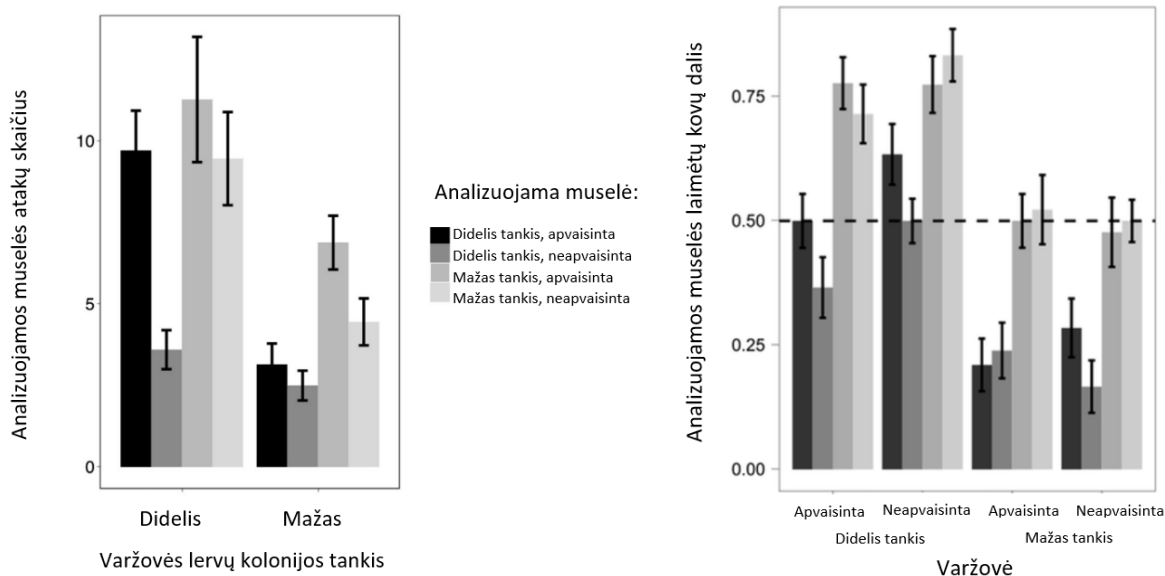 Analizuojamos muselės atakų skaičius
10
5
0
Didelis
Mažas
Varžovės lervų kolonijos tankis
Analizuojama muselė:
Didelis tankis, apvaisinta
Didelis tankis, neapvaisinta
Mažas tankis, apvaisinta
Mažas tankis, neapvaisinta
Analizuojamos muselės laimėtų kovų dalis
0.75
0.50
0.25
0.00
Apvaisinta Neapvaisinta Apvaisinta Neapvaisinta
Didelis tankis Mažas tankis
Varžovė